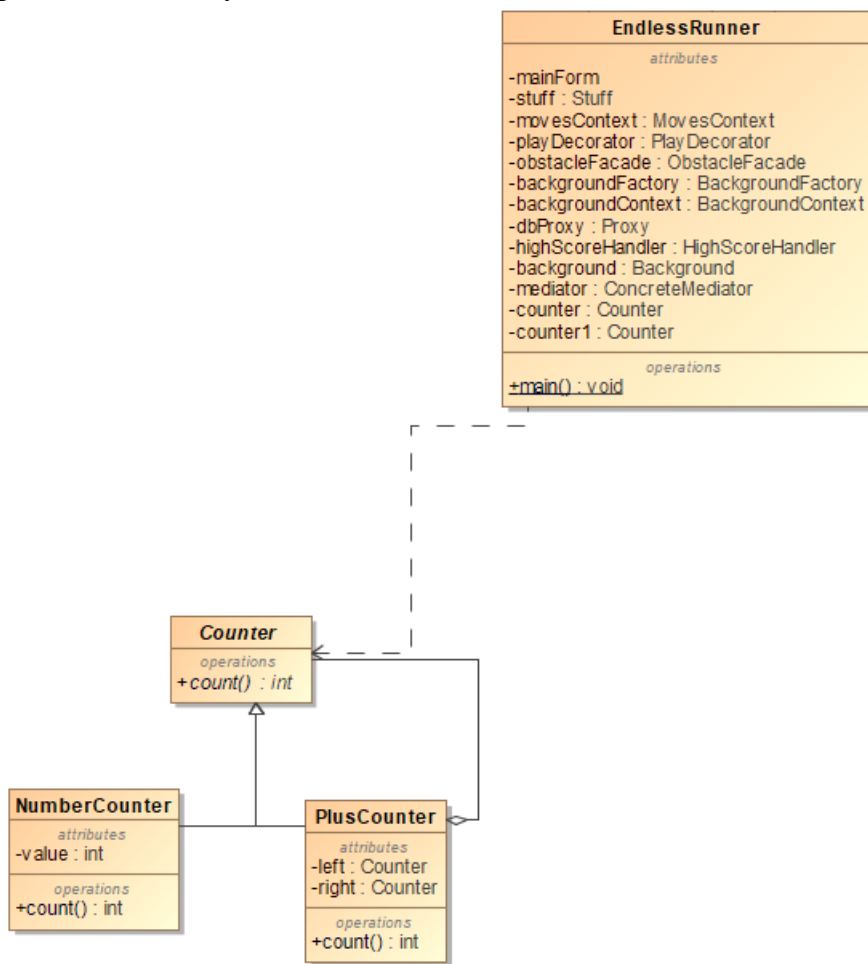 EndlessRunner
attributes
-mainForm
-stuff : Stuff
-movesContext : MovesContext
-playDecorator : PlayDecorator
-obstacleFacade : ObstacleFacade
-backgroundFactory : BackgroundFactory
-backgroundContext : BackgroundContext
-dbProxy : Proxy
-highScoreHandler : HighScoreHandler
-background : Background
-mediator : ConcreteMediator
-counter : Counter
-counter1 : Counter
operations
+main() : void
Counter
operations
+count() : int
NumberCounter
attributes
-value : int
operations
+count() : int
PlusCounter
attributes
-left : Counter
-right : Counter
operations
+count() : int